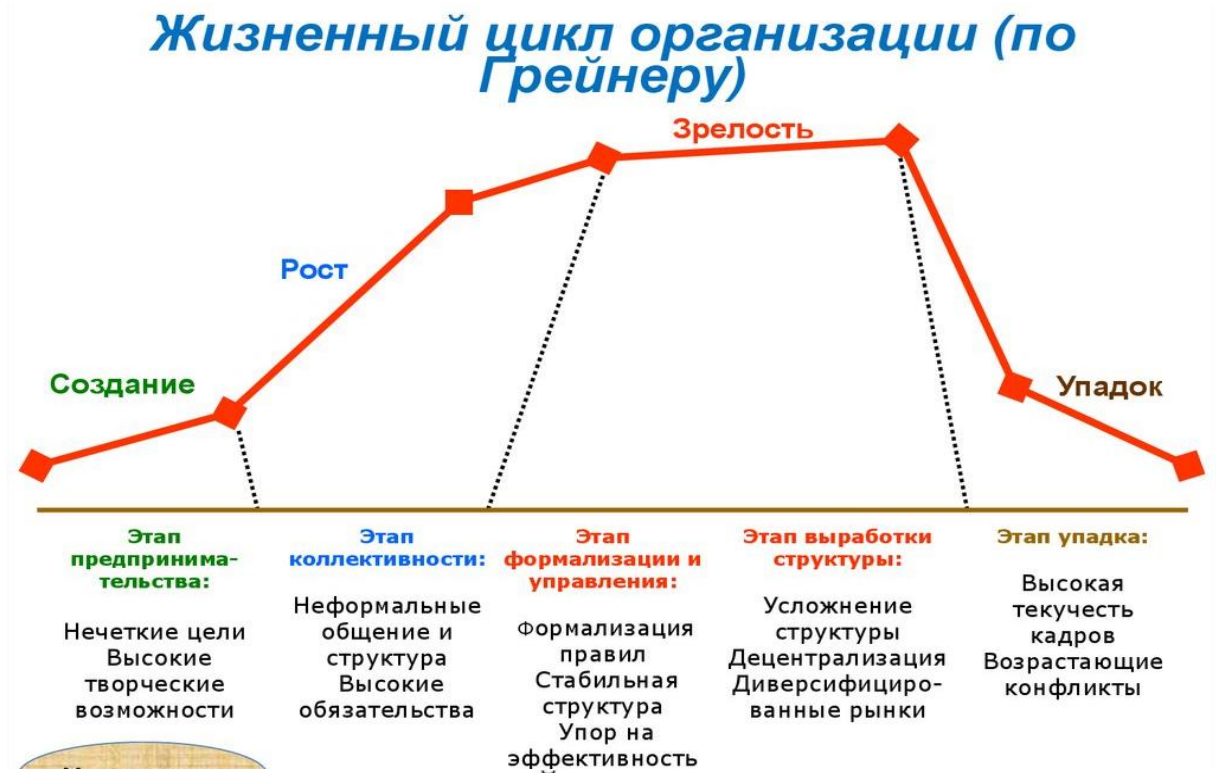 Жизненный цикл организации (по
Грейнеру)
Зрелость
Рост
Создание
Упадок
Этап
предпринима-
тельства:
Нечеткие цели
Высокие
творческие
возможности
Этап
коллективности:
Неформальные
общение и
структура
Высокие
обязательства
Этап
формализации и
управления:
Формализация
правил
Стабильная
структура
Упор на
эффективность
Этап выработки
структуры:
Усложнение
структуры
Децентрализация
Диверсифициро-
ванные рынки
Этап упадка:
Высокая
текучесть
кадров
Возрастающие
конфликты